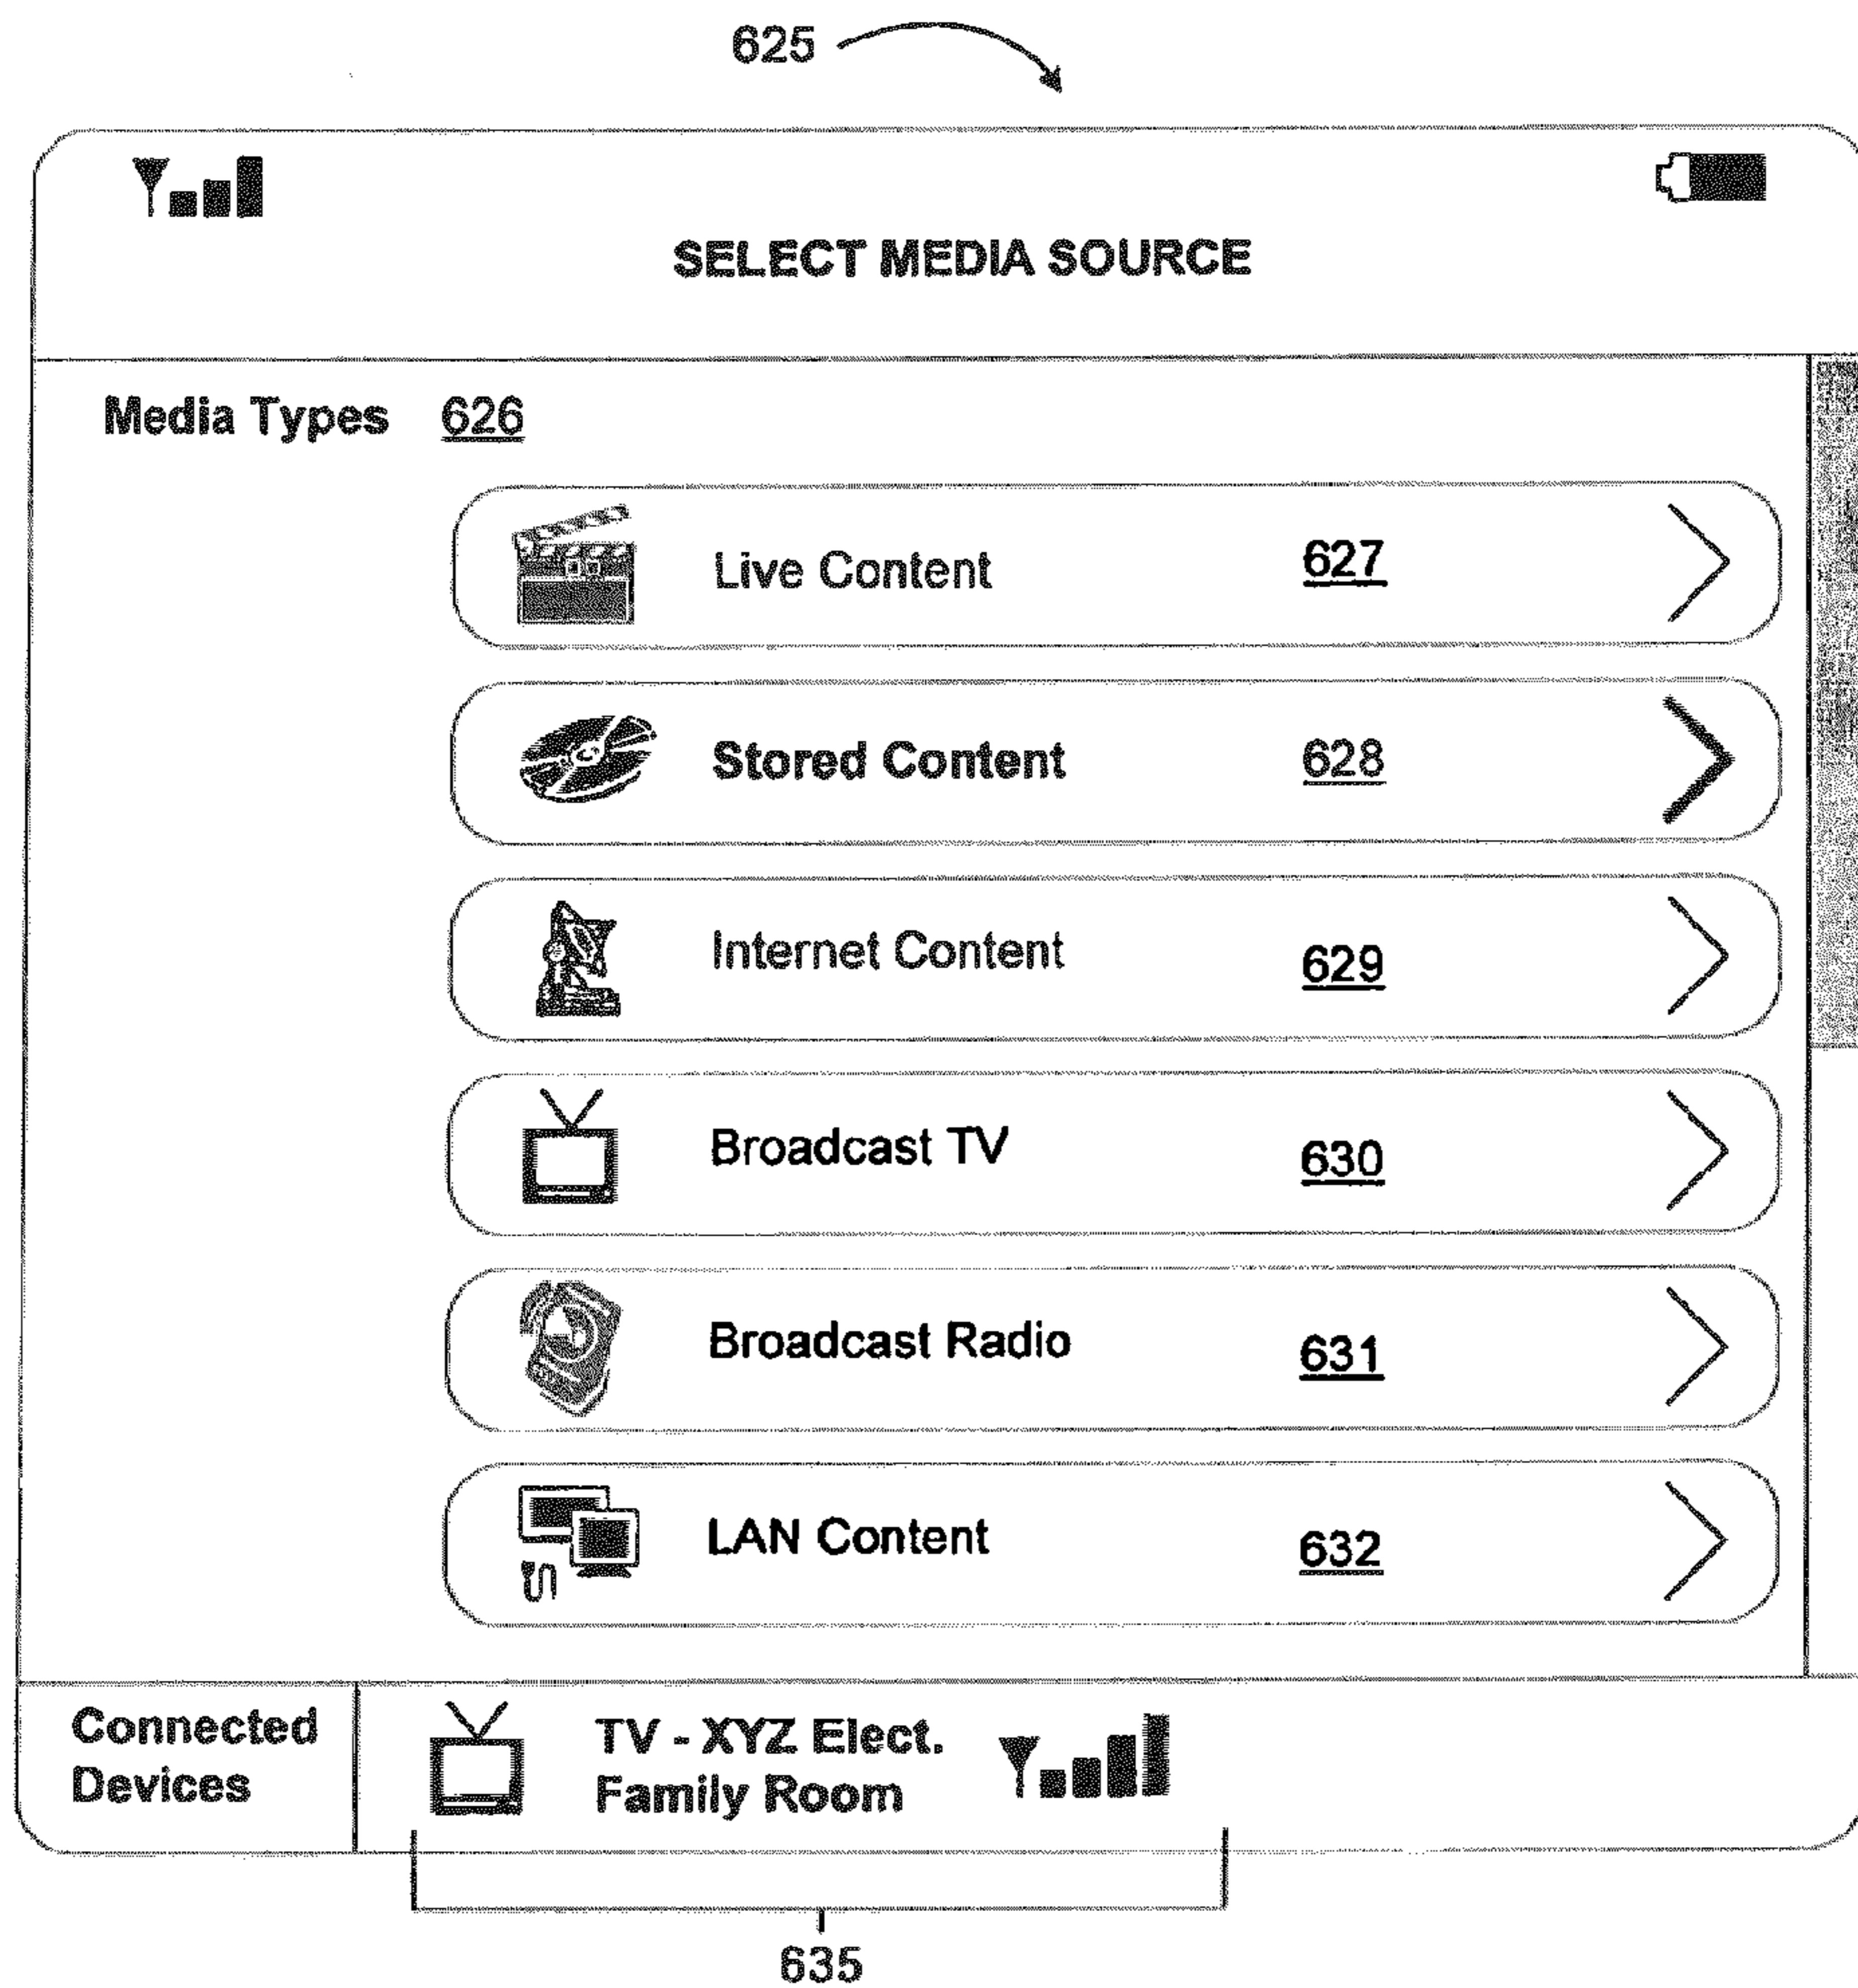 625
SELECT MEDIA SOURCE
Media Types 626
Live Content 627
Stored Content 628
Internet Content 629
Broadcast TV 630
Broadcast Radio 631
LAN Content 632
Connected
Devices
TV - XYZ Elect.
Family Room
635